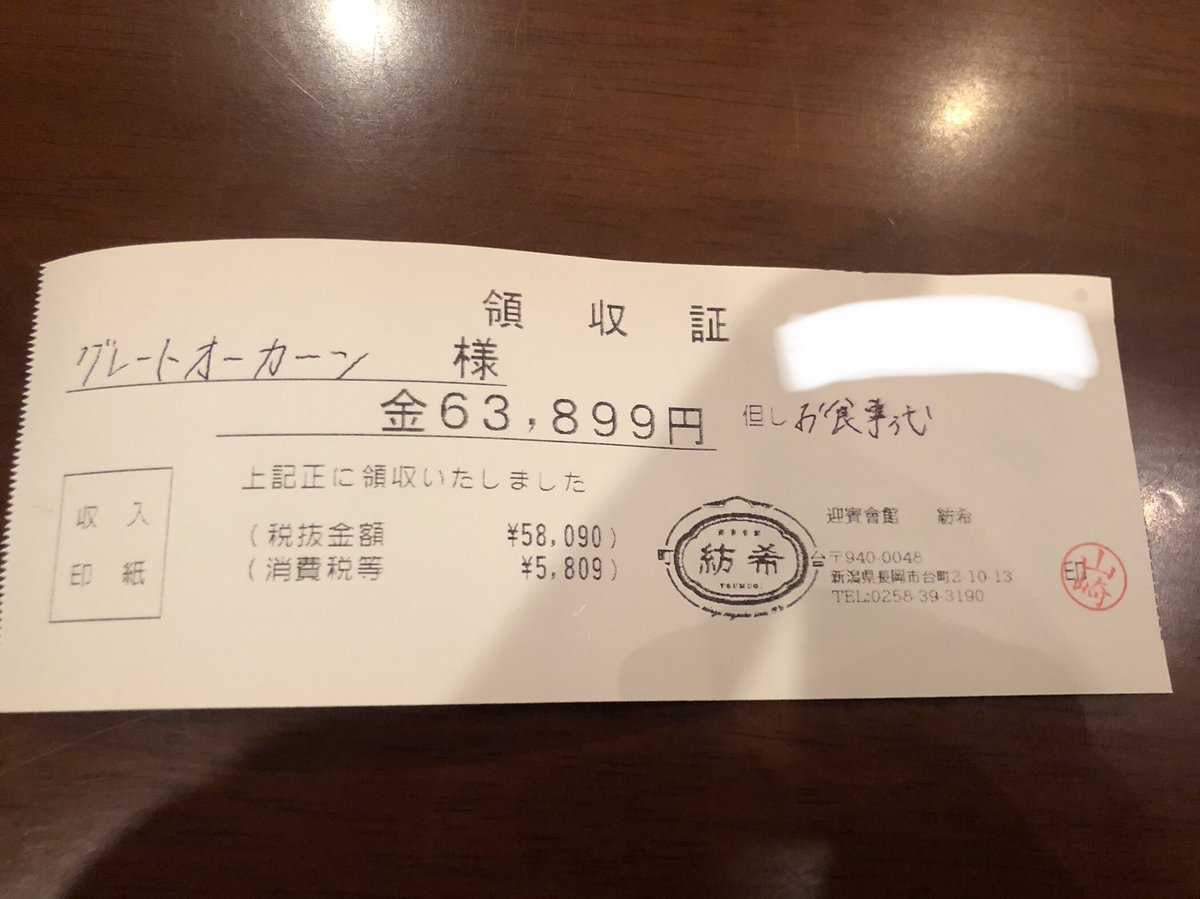 領収証
グレートオーカーン 様
金63,899円 但し お食事代
上記正に領収いたしました
収入
印紙
(税抜金額 ¥58,090)
(消費税等 ¥5,809)
紡希
TSUMUGI
迎賓會館 紡希
〒940-0048
新潟県長岡市台町2-10-13
TEL:0258-39-3190
印
山崎